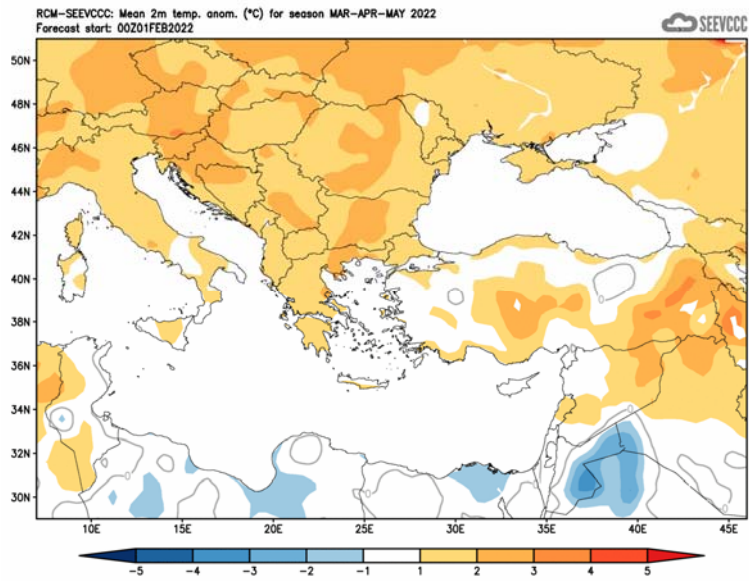 RCM-SEEVCCC: Mean 2m temp. anom. (°C) for season MAR-APR-MAY 2022
Forecast start: 00Z01FEB2022
SEEVCCC
50N
48N
46N
44N
42N
40N
38N
36N
34N
32N
30N
10E 15E 20E 25E 30E 35E 40E 45E
-5 -4 -3 -2 -1 1 2 3 4 5